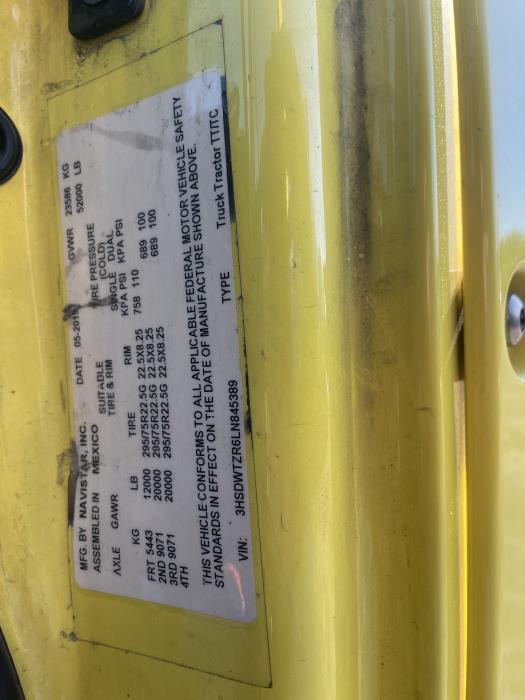 MFG. BY NAVISTAR, INC. DATE 05-2019 GVWR 23586 KG
ASSEMBLED IN MEXICO 52000 LB
SUITABLE TIRE PRESSURE
TIRE & RIM (COLD)
AXLE GAWR SINGLE DUAL
KG LB TIRE RIM KPA PSI KPA PSI
FRT 5443 12000 295/75R22.5G 22.5X8.25 758 110
2ND 9071 20000 295/75R22.5G 22.5X8.25 689 100
3RD 9071 20000 295/75R22.5G 22.5X8.25 689 100
4TH
THIS VEHICLE CONFORMS TO ALL APPLICABLE FEDERAL MOTOR VEHICLE SAFETY
STANDARDS IN EFFECT ON THE DATE OF MANUFACTURE SHOWN ABOVE.
VIN: 3HSDWTZR6LN845389 TYPE Truck Tractor TT/TC